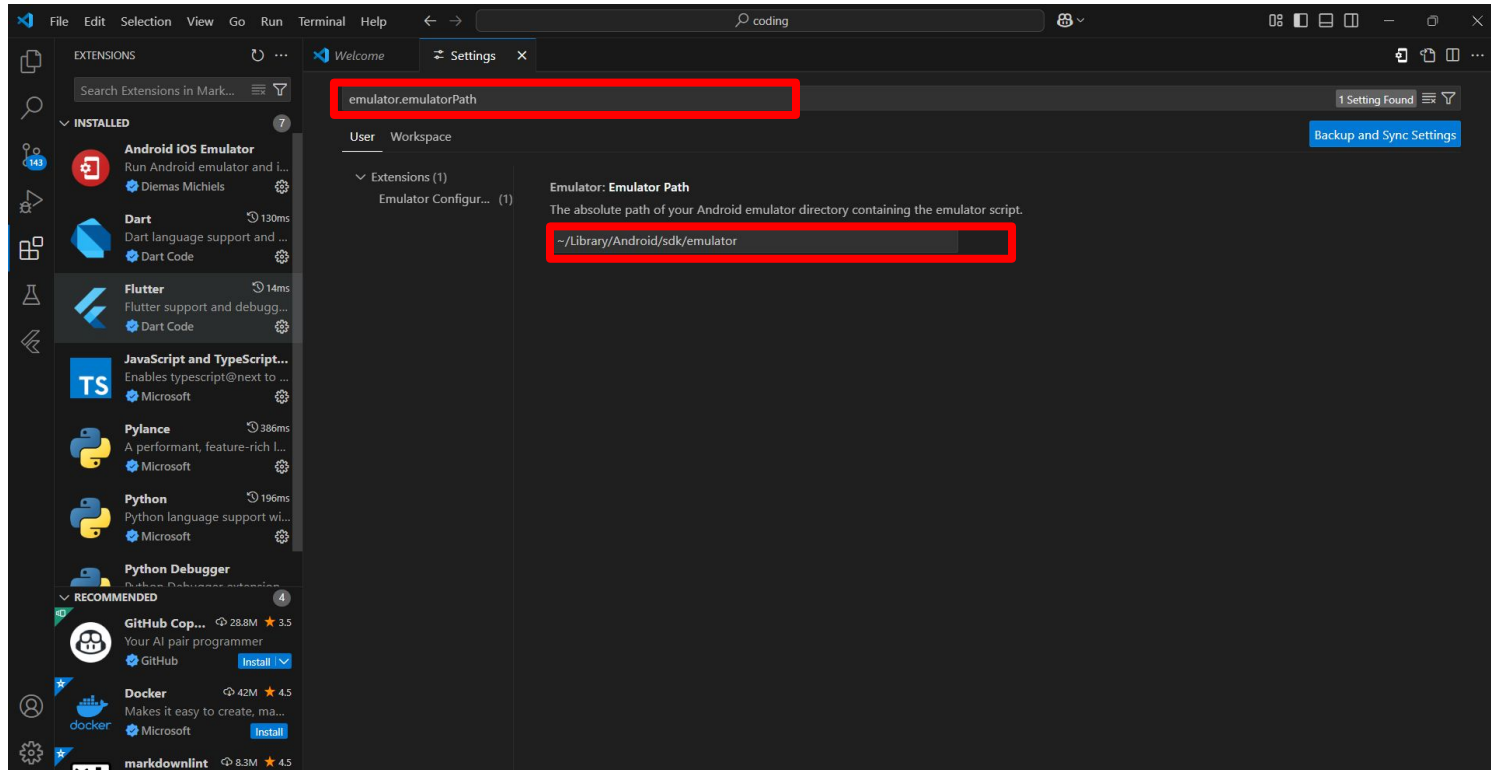 File Edit Selection View Go Run Terminal Help
coding
EXTENSIONS
Search Extensions in Mark...
INSTALLED 7
Android iOS Emulator
Run Android emulator and i...
Diemas Michiels
Dart 130ms
Dart language support and ...
Dart Code
Flutter 14ms
Flutter support and debugg...
Dart Code
TS
JavaScript and TypeScript...
Enables typescript@next to ...
Microsoft
Pylance 386ms
A performant, feature-rich l...
Microsoft
Python 196ms
Python language support wi...
Microsoft
Python Debugger
Python Debugger extension
RECOMMENDED 4
GitHub Cop... 28.8M 3.5
Your AI pair programmer
GitHub Install
Docker 42M 4.5
docker
Makes it easy to create, ma...
Microsoft Install
markdownlint 8.3M 4.5
143
Welcome Settings
emulator.emulatorPath
1 Setting Found
User Workspace
Backup and Sync Settings
Extensions (1)
Emulator Configur... (1)
Emulator: Emulator Path
The absolute path of your Android emulator directory containing the emulator script.
~/Library/Android/sdk/emulator